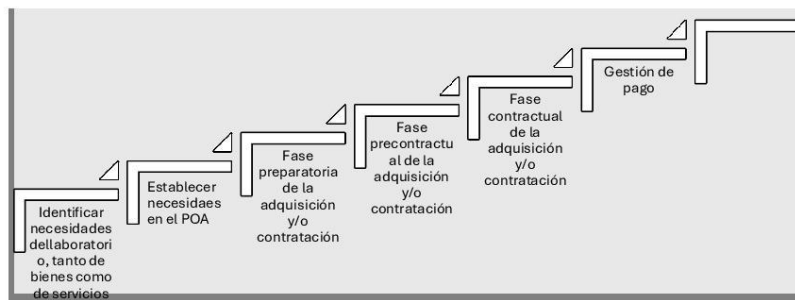 Identificar
necesidades
dellaboratori
o, tanto de
bienes como
de servicios
Establecer
necesidaes
en el POA
Fase
preparatoria
de la
adquisición
y/o
contratación
Fase
precontractu
al de la
adquisición
y/o
contratación
Fase
contractual
de la
adquisición
y/o
contratación
Gestión de
pago